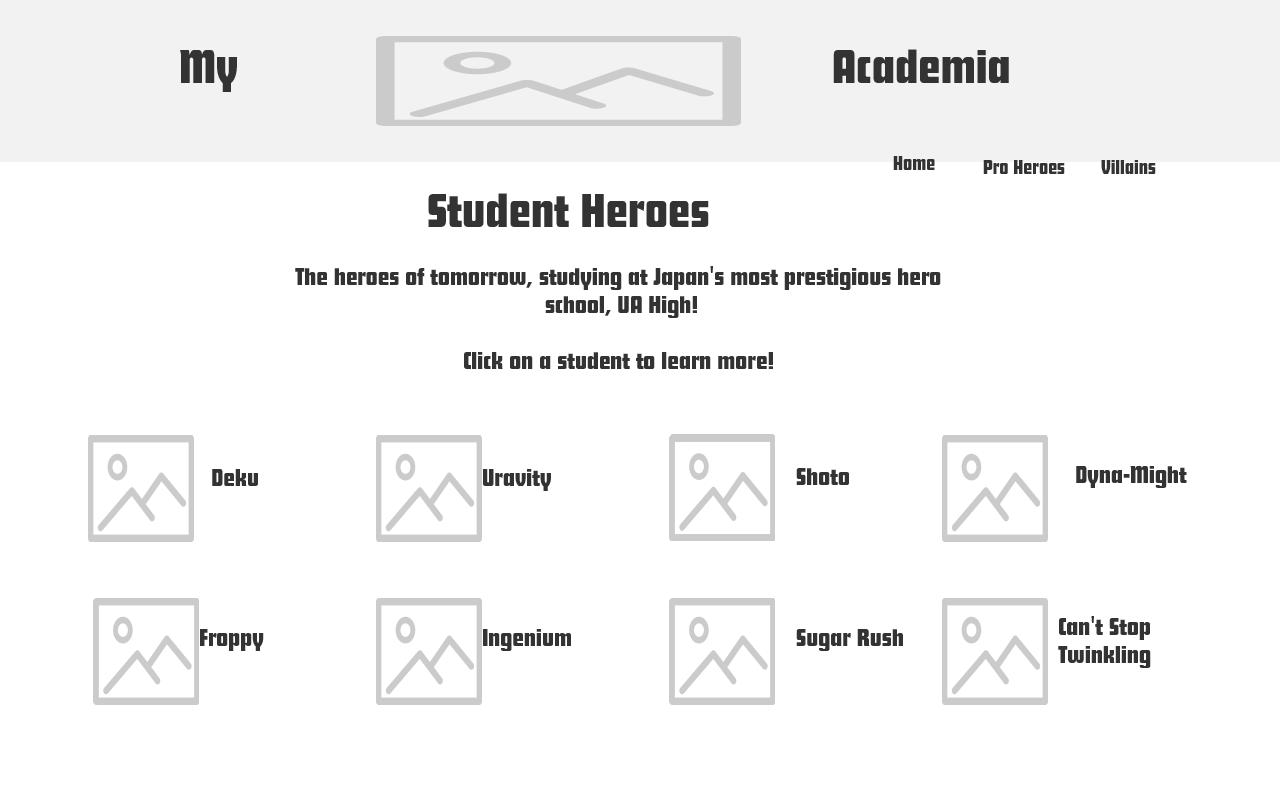 My
Academia
Home
Pro Heroes
Villains
Student Heroes
The heroes of tomorrow, studying at Japan's most prestigious hero
school, UA High!
Click on a student to learn more!
Deku
Uravity
Shoto
Dyna-Might
Froppy
Ingenium
Sugar Rush
Can't Stop
Twinkling